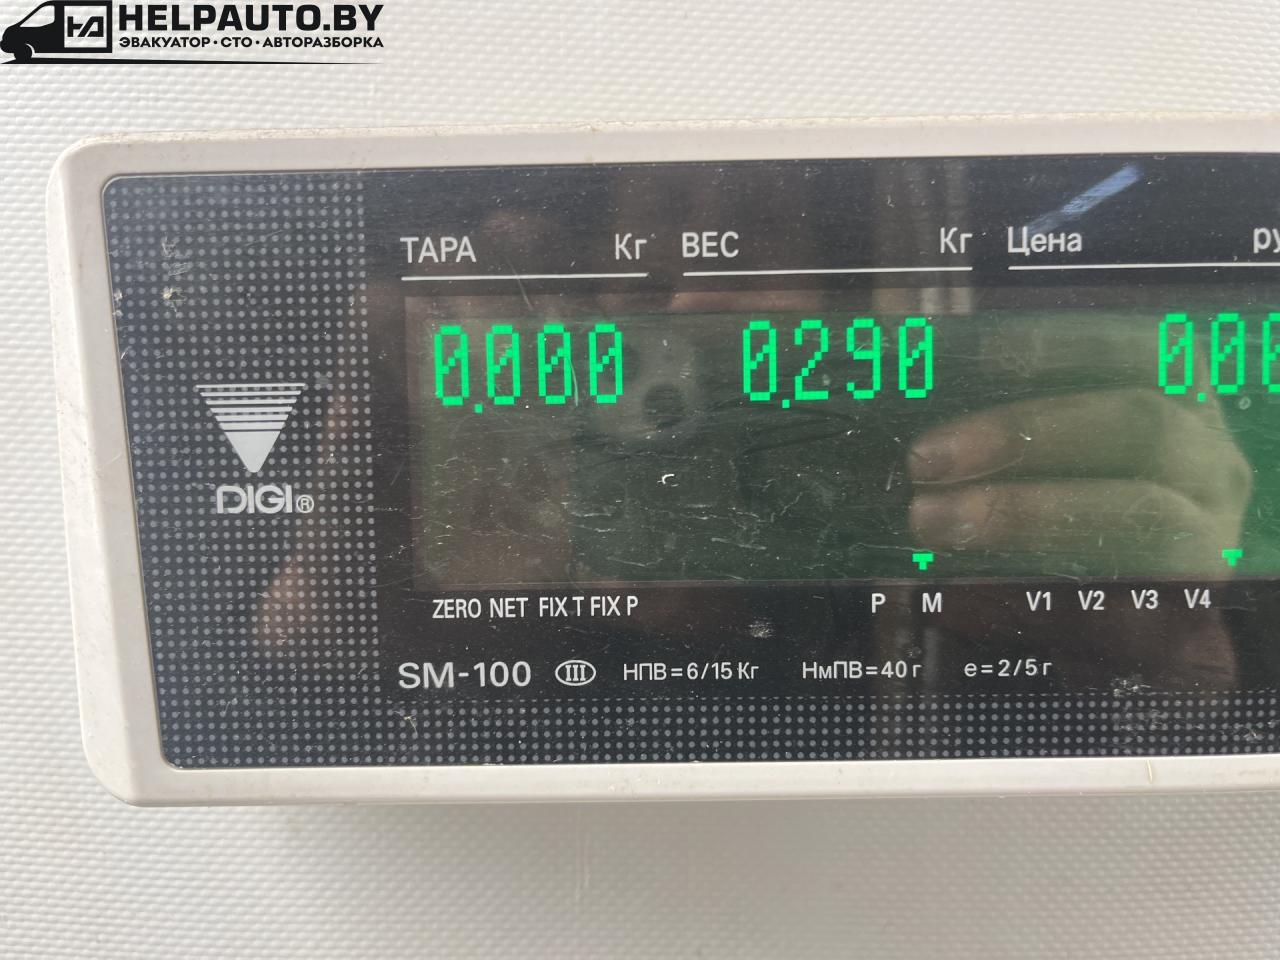 HELPAUTO.BY
ЭВАКУАТОР·СТО·АВТОРАЗБОРКА
ТАРА Кг ВЕС Кг Цена
0.000 0.290
DIGI®
ZERO NET FIX T FIX P P M V1 V2 V3 V4
SM-100 III НПВ=6/15 Кг НмПВ=40 г e=2/5 г